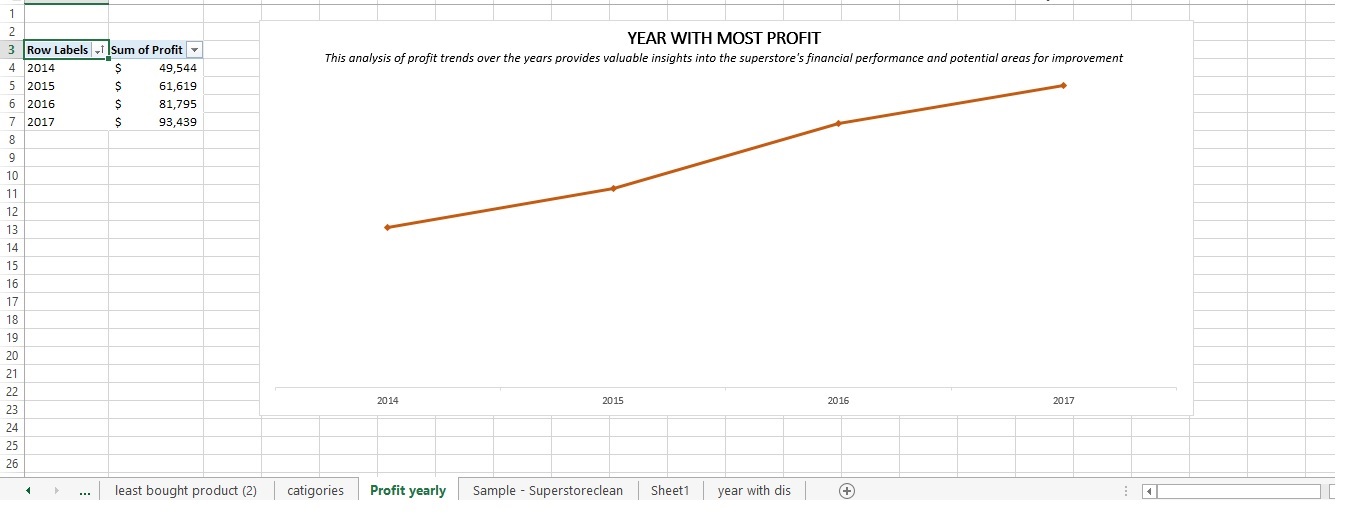 1
2
3 Row Labels Sum of Profit
4 2014 $ 49,544
5 2015 $ 61,619
6 2016 $ 81,795
7 2017 $ 93,439
8
9
10
11
12
13
14
15
16
17
18
19
20
21
22
23
24
25
26
YEAR WITH MOST PROFIT
This analysis of profit trends over the years provides valuable insights into the superstore's financial performance and potential areas for improvement
2014 2015 2016 2017
... least bought product (2) catigories Profit yearly Sample - Superstoreclean Sheet1 year with dis